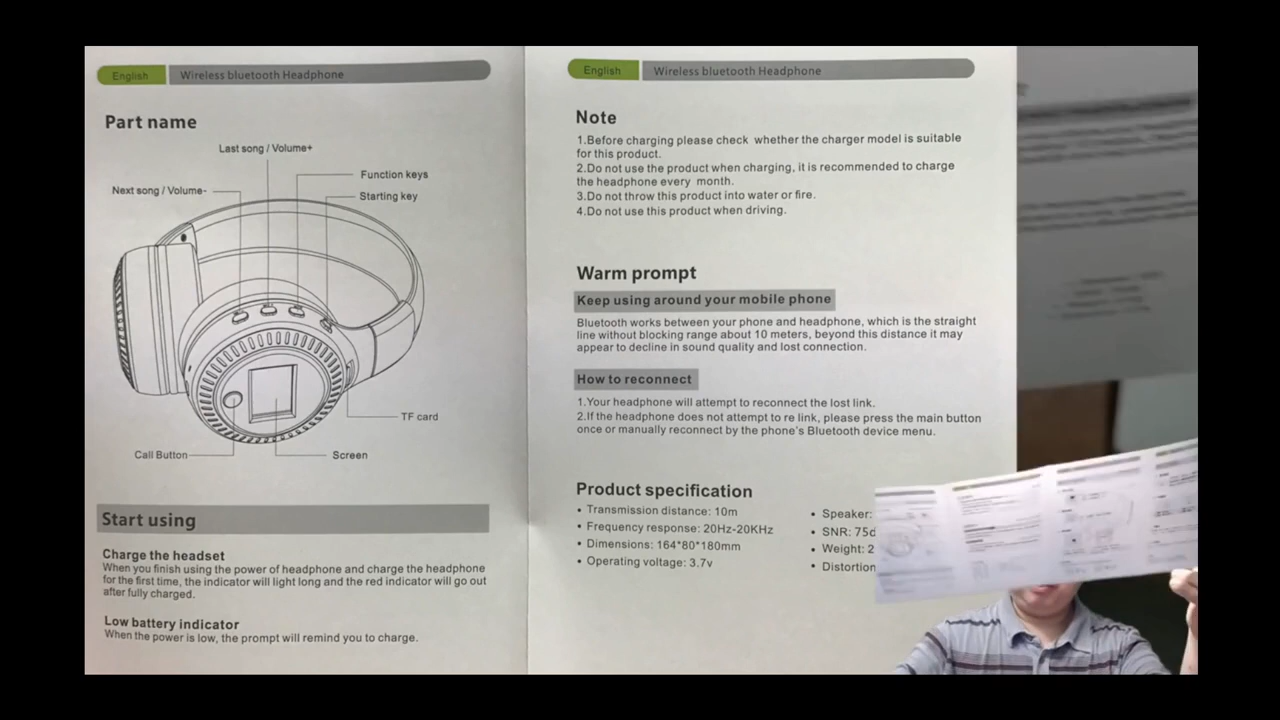 English Wireless bluetooth Headphone
Part name
Last song / Volume+
Function keys
Next song / Volume-
Starting key
TF card
Call Button
Screen
Start using
Charge the headset
When you finish using the power of headphone and charge the headphone
for the first time, the indicator will light long and the red indicator will go out
after fully charged.
Low battery indicator
When the power is low, the prompt will remind you to charge.
English Wireless bluetooth Headphone
Note
1.Before charging please check whether the charger model is suitable
for this product.
2.Do not use the product when charging, it is recommended to charge
the headphone every month.
3.Do not throw this product into water or fire.
4.Do not use this product when driving.
Warm prompt
Keep using around your mobile phone
Bluetooth works between your phone and headphone, which is the straight
line without blocking range about 10 meters, beyond this distance it may
appear to decline in sound quality and lost connection.
How to reconnect
1.Your headphone will attempt to reconnect the lost link.
2.If the headphone does not attempt to re link, please press the main button
once or manually reconnect by the phone's Bluetooth device menu.
Product specification
• Transmission distance: 10m
• Frequency response: 20Hz-20KHz
• Dimensions: 164*80*180mm
• Operating voltage: 3.7v
• Speaker:
• SNR: 75d
• Weight: 2
• Distortion